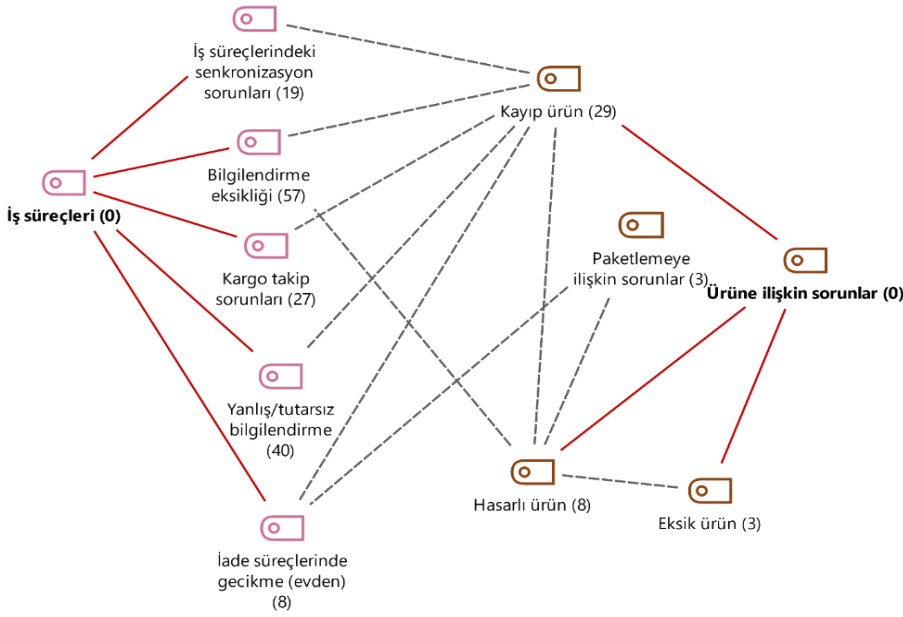 İş süreçlerindeki
senkronizasyon
sorunları (19)
Kayıp ürün (29)
Bilgilendirme
eksikliği (57)
İş süreçleri (0)
Kargo takip
sorunları (27)
Paketlemeye
ilişkin sorunlar (3)
Ürüne ilişkin sorunlar (0)
Yanlış/tutarsız
bilgilendirme
(40)
Hasarlı ürün (8)
Eksik ürün (3)
İade süreçlerinde
gecikme (evden)
(8)